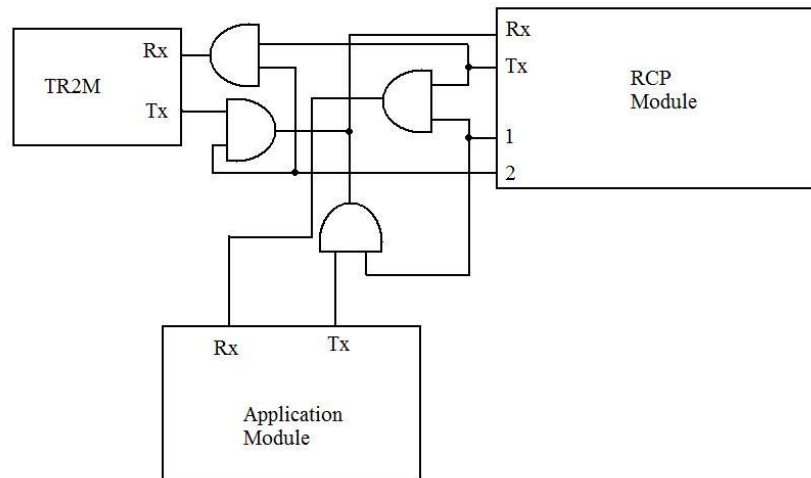 Rx
TR2M
Tx
Rx
Tx
RCP
Module
1
2
Rx
Tx
Application
Module